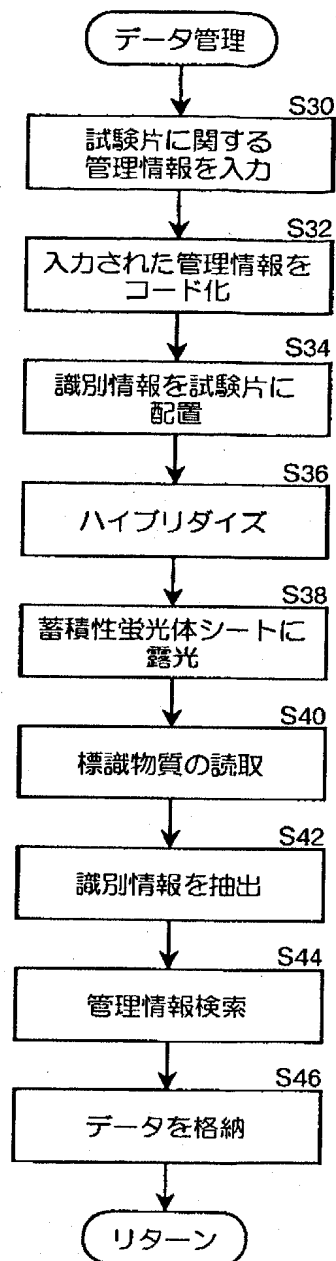 データ管理
S30
試験片に関する
管理情報を入力
S32
入力された管理情報を
コード化
S34
識別情報を試験片に
配置
S36
ハイブリダイズ
S38
蓄積性蛍光体シートに
露光
S40
標識物質の読取
S42
識別情報を抽出
S44
管理情報検索
S46
データを格納
リターン